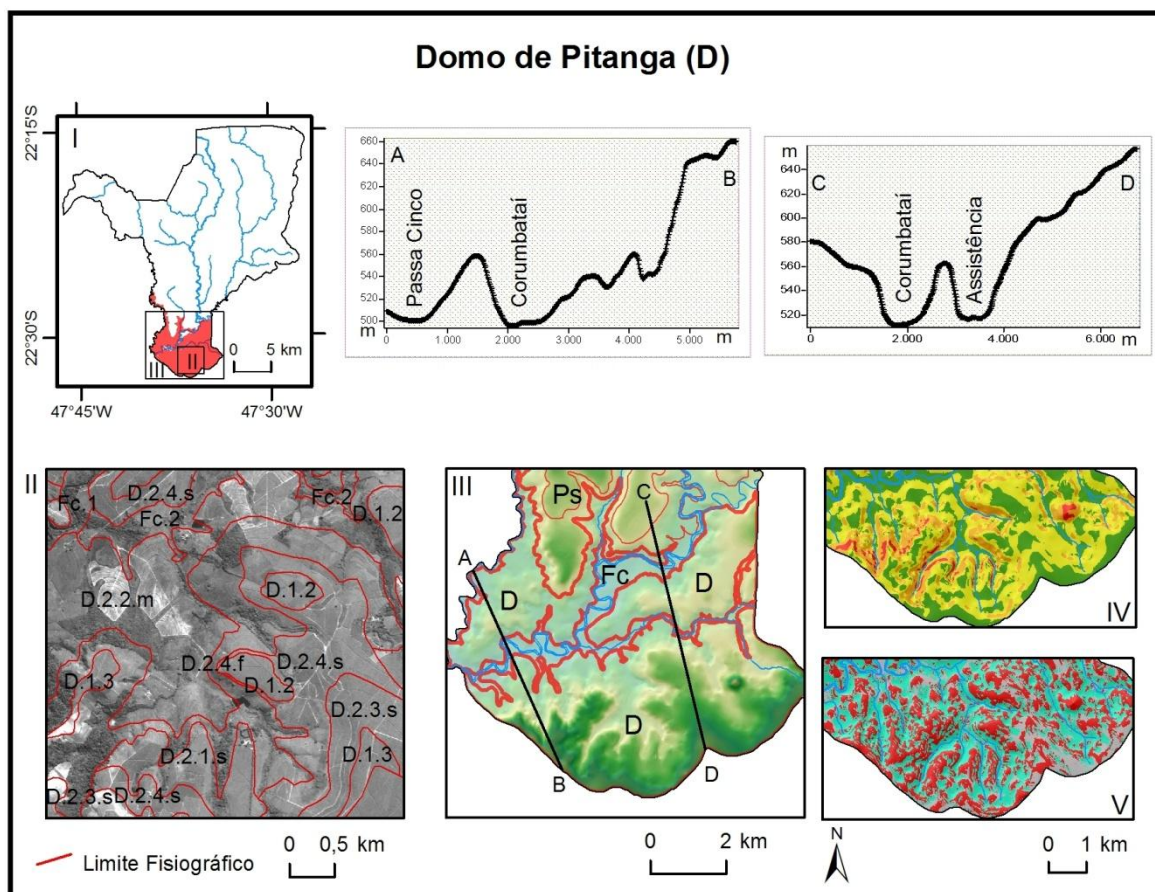 Domo de Pitanga (D)
I
22°15'S
22°30'S
47°45'W
47°30'W
0 5 km
III
II
660
640
620
600
580
560
540
520
500
m
A
B
Passa Cinco
Corumbataí
0
1.000
2.000
3.000
4.000
5.000
m
m
640
620
600
580
560
540
520
C
D
Corumbataí
Assistência
0
2.000
4.000
6.000
m
II
Fc.1
D.2.4.s
Fc.2
Fc.2
D.1.2
D.2.2.m
D.1.2
D.2.4.f
D.2.4.s
D.1.2
D.1.3
D.2.3.s
D.2.1.s
D.1.3
D.2.3.s
D.2.4.s
Limite Fisiográfico
0 0,5 km
III
Ps
C
A
Fc
D
D
D
B
D
0 2 km
IV
V
N
0 1 km